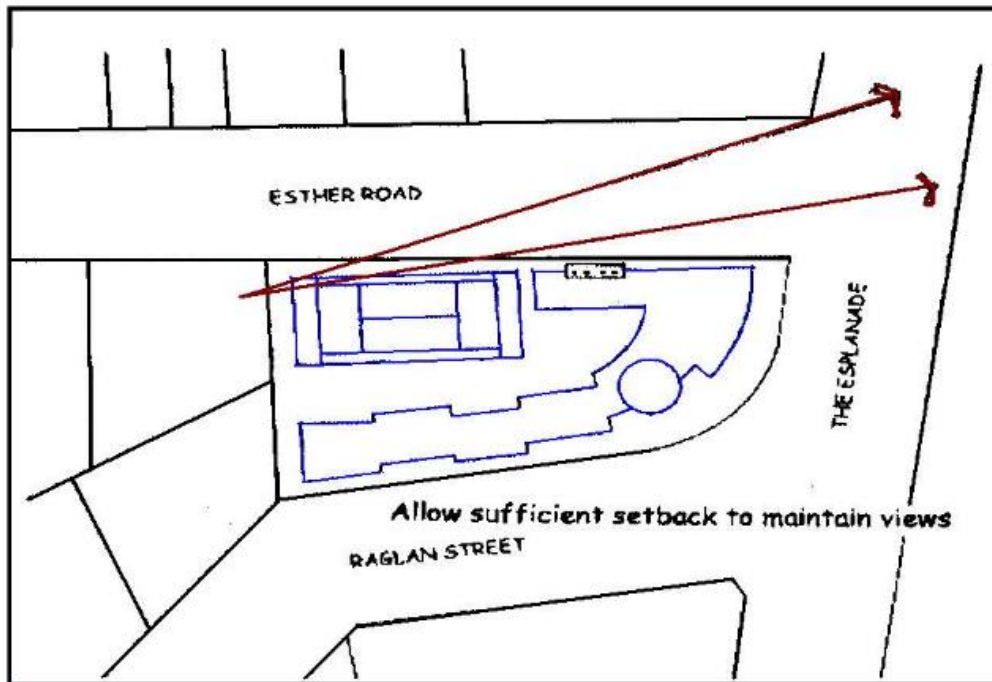 ESTHER ROAD
THE ESPLANADE
Allow sufficient setback to maintain views
RAGLAN STREET